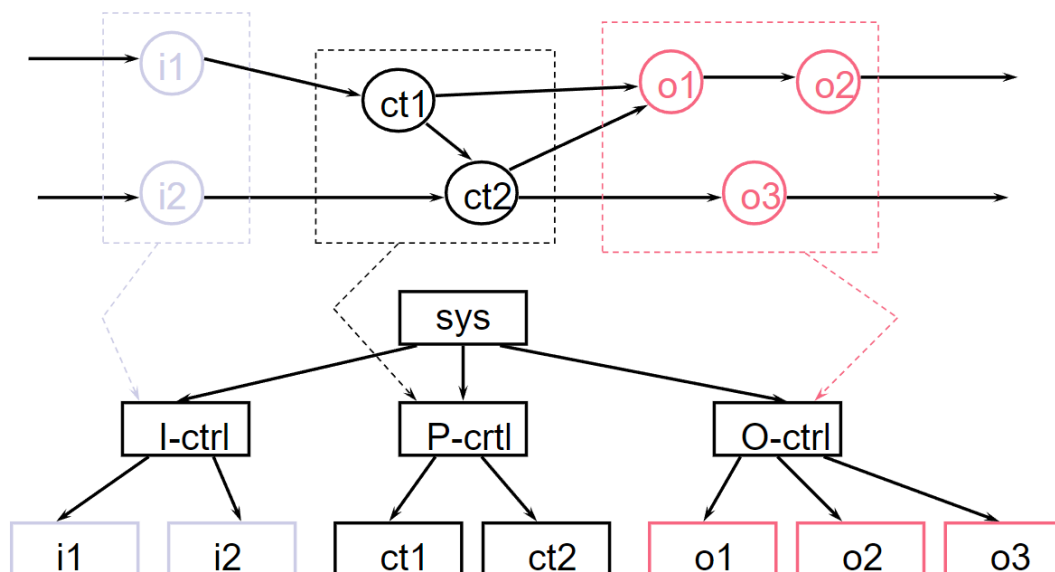 i1
ct1
o1
o2
i2
ct2
o3
sys
I-ctrl
P-crtl
O-ctrl
i1
i2
ct1
ct2
o1
o2
o3